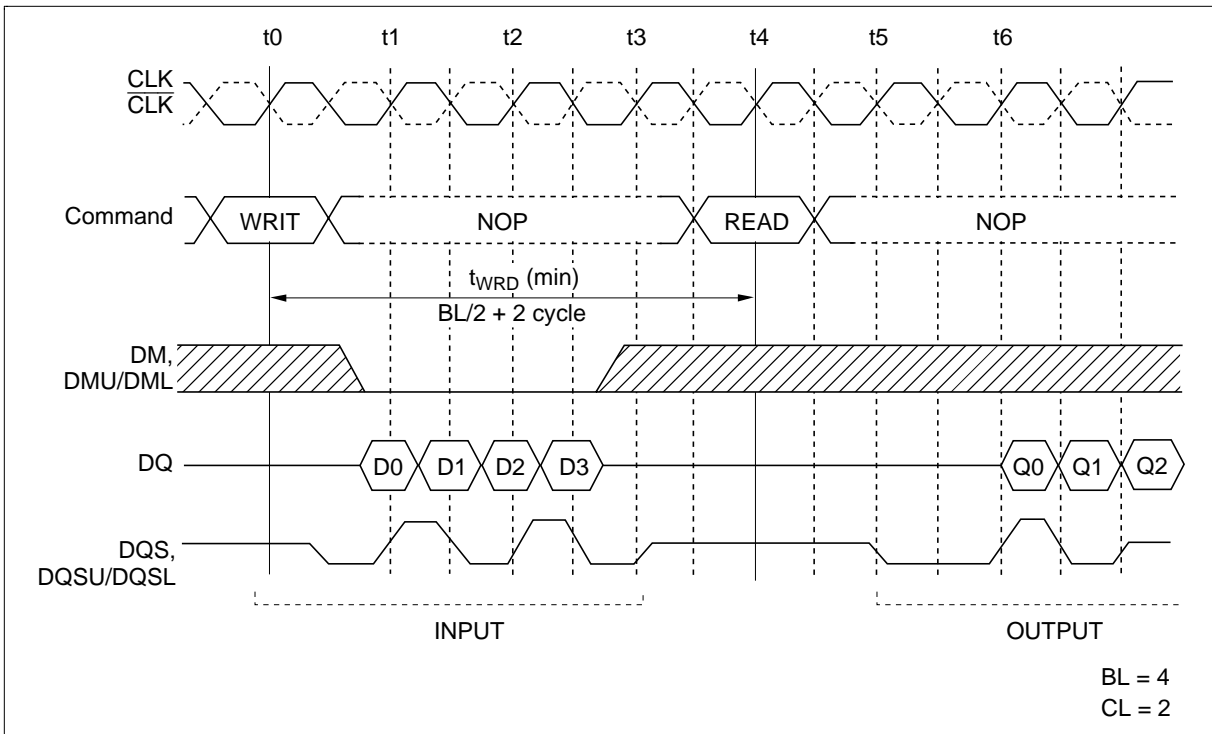 t0 t1 t2 t3 t4 t5 t6
CLK
CLK
Command WRIT NOP READ NOP
tWRD (min)
BL/2 + 2 cycle
DM,
DMU/DML
DQ D0 D1 D2 D3 Q0 Q1 Q2
DQS,
DQSU/DQSL
INPUT OUTPUT
BL = 4
CL = 2